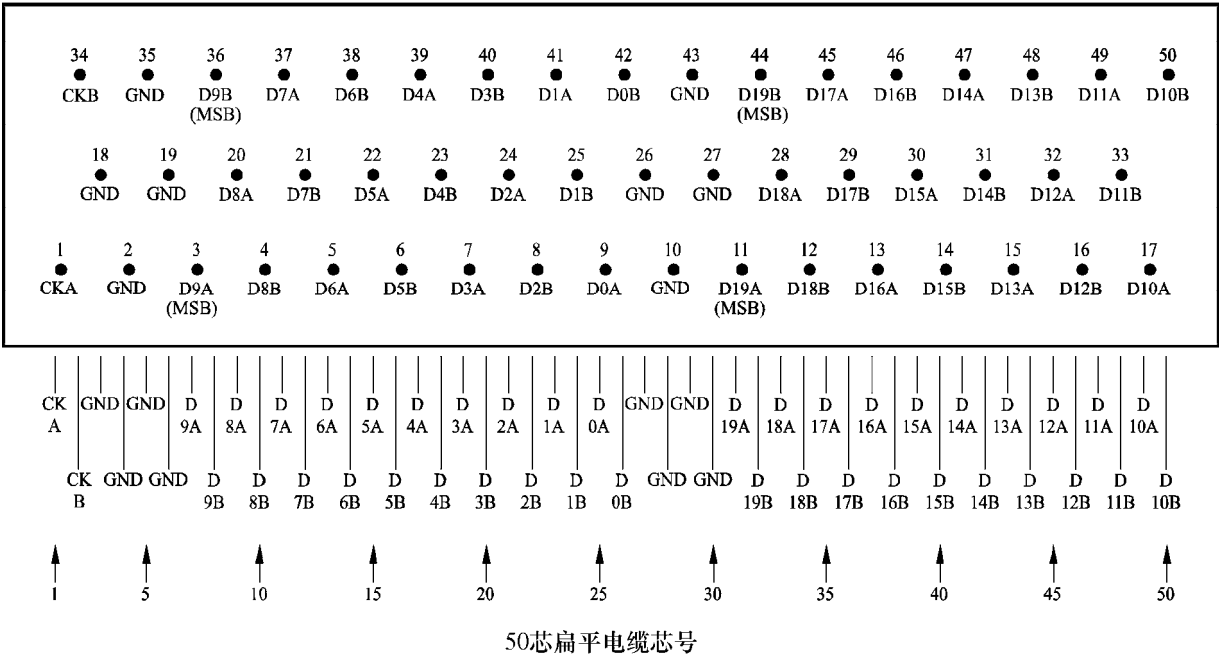 34 35 36 37 38 39 40 41 42 43 44 45 46 47 48 49 50
CKB GND D9B D7A D6B D4A D3B D1A D0B GND D19B D17A D16B D14A D13B D11A D10B
(MSB) (MSB)
18 19 20 21 22 23 24 25 26 27 28 29 30 31 32 33
GND GND D8A D7B D5A D4B D2A D1B GND GND D18A D17B D15A D14B D12A D11B
1 2 3 4 5 6 7 8 9 10 11 12 13 14 15 16 17
CKA GND D9A D8B D6A D5B D3A D2B D0A GND D19A D18B D16A D15B D13A D12B D10A
(MSB) (MSB)
CK GND GND D D D D D D D D D D GND GND D D D D D D D D D D
A 9A 8A 7A 6A 5A 4A 3A 2A 1A 0A 19A 18A 17A 16A 15A 14A 13A 12A 11A 10A
CK GND GND D D D D D D D D D D GND GND D D D D D D D D D D
B 9B 8B 7B 6B 5B 4B 3B 2B 1B 0B 19B 18B 17B 16B 15B 14B 13B 12B 11B 10B
1 5 10 15 20 25 30 35 40 45 50
50芯扁平电缆芯号